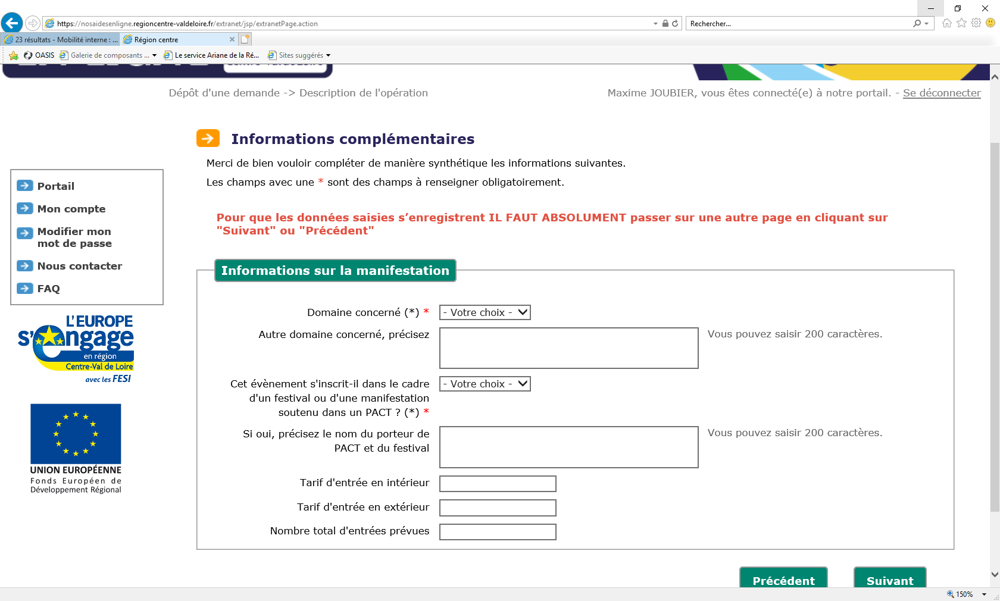 https://nosaidesenligne.regioncentre-valdeloire.fr/extranet/jsp/extranetPage.action
Rechercher...
23 résultats - Mobilité interne : ...
Région centre
OASIS
Galerie de composants ...
Le service Ariane de la Ré...
Sites suggérés
Dépôt d'une demande -> Description de l'opération
Maxime JOUBIER, vous êtes connecté(e) à notre portail. - Se déconnecter
Informations complémentaires
Merci de bien vouloir compléter de manière synthétique les informations suivantes.
Les champs avec une * sont des champs à renseigner obligatoirement.
Pour que les données saisies s’enregistrent IL FAUT ABSOLUMENT passer sur une autre page en cliquant sur
"Suivant" ou "Précédent"
Portail
Mon compte
Modifier mon
mot de passe
Nous contacter
FAQ
L'EUROPE
s'engage
en région
Centre-Val de Loire
avec les FESI
UNION EUROPÉENNE
Fonds Européen de
Développement Régional
Informations sur la manifestation
Domaine concerné (*) * - Votre choix -
Autre domaine concerné, précisez
Vous pouvez saisir 200 caractères.
Cet évènement s'inscrit-il dans le cadre - Votre choix -
d'un festival ou d'une manifestation
soutenu dans un PACT ? (*) *
Si oui, précisez le nom du porteur de
PACT et du festival
Vous pouvez saisir 200 caractères.
Tarif d'entrée en intérieur
Tarif d'entrée en extérieur
Nombre total d'entrées prévues
Précédent
Suivant
150%